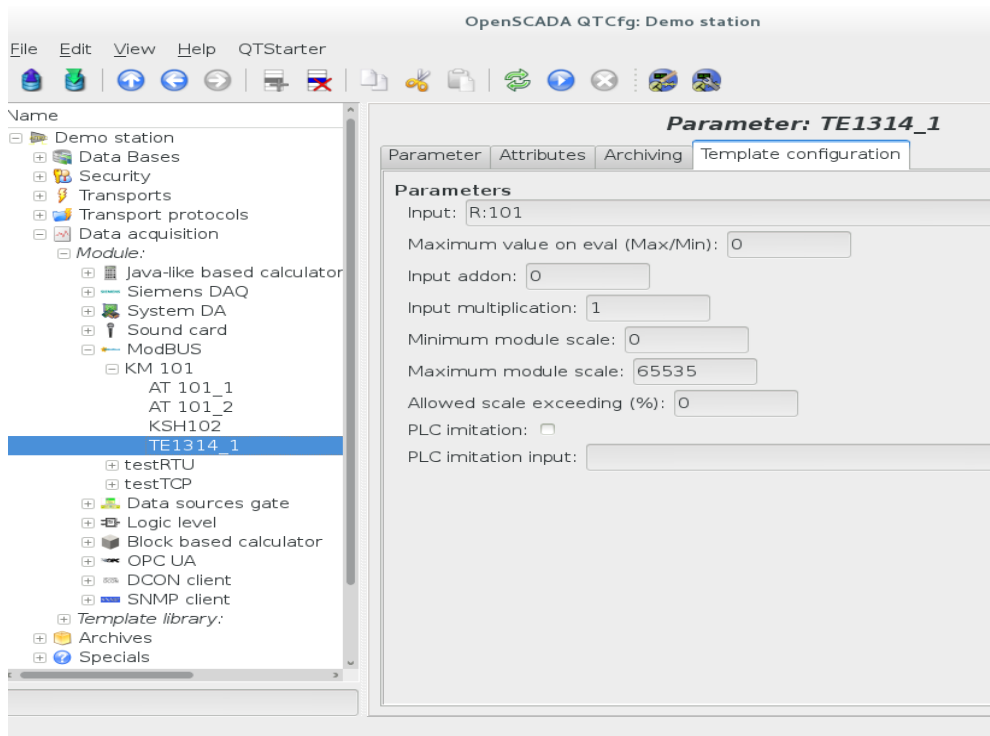 OpenSCADA QTCfg: Demo station
File Edit View Help QTStarter
Name
Demo station
Data Bases
Security
Transports
Transport protocols
Data acquisition
Module:
Java-like based calculator
Siemens DAQ
System DA
Sound card
ModBUS
KM 101
AT 101_1
AT 101_2
KSH102
TE1314_1
testRTU
testTCP
Data sources gate
Logic level
Block based calculator
OPC UA
DCON client
SNMP client
Template library:
Archives
Specials
Parameter: TE1314_1
Parameter Attributes Archiving Template configuration
Parameters
Input: R:101
Maximum value on eval (Max/Min): 0
Input addon: 0
Input multiplication: 1
Minimum module scale: 0
Maximum module scale: 65535
Allowed scale exceeding (%): 0
PLC imitation:
PLC imitation input: